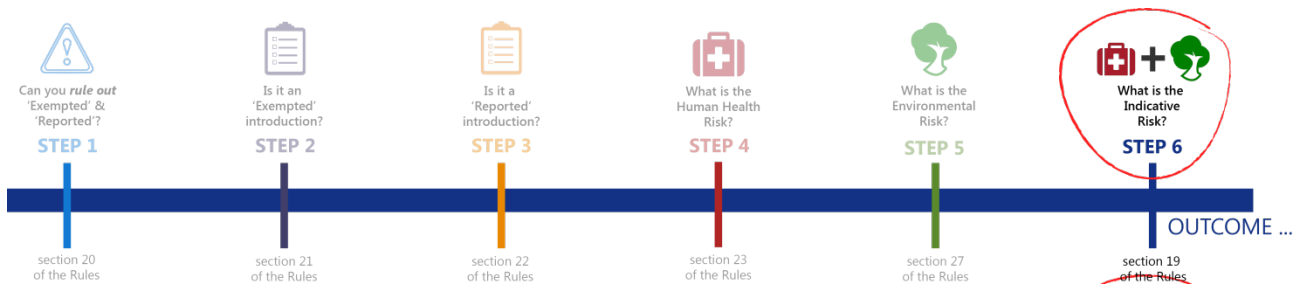 Can you rule out
'Exempted' &
'Reported'?
STEP 1
section 20
of the Rules
Is it an
'Exempted'
introduction?
STEP 2
section 21
of the Rules
Is it a
'Reported'
introduction?
STEP 3
section 22
of the Rules
What is the
Human Health
Risk?
STEP 4
section 23
of the Rules
What is the
Environmental
Risk?
STEP 5
section 27
of the Rules
What is the
Indicative
Risk?
STEP 6
OUTCOME ...
section 19
of the Rules